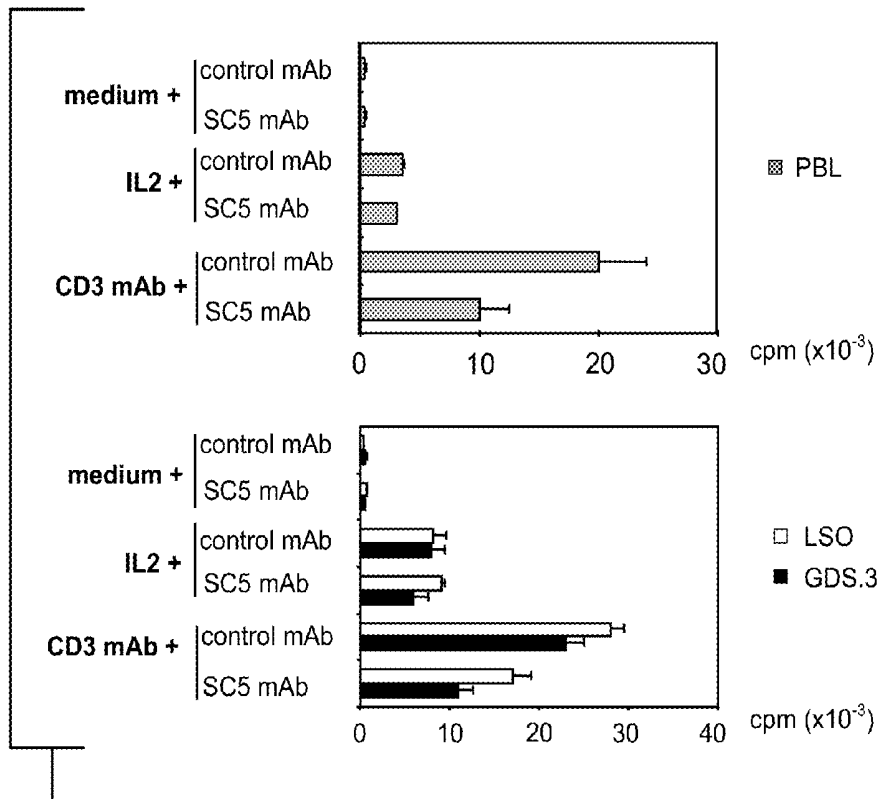 control mAb
medium +
SC5 mAb
control mAb
IL2 +
SC5 mAb
control mAb
CD3 mAb +
SC5 mAb
PBL
0 10 20 30
cpm (x10-3)
control mAb
medium +
SC5 mAb
control mAb
IL2 +
SC5 mAb
control mAb
CD3 mAb +
SC5 mAb
LSO
GDS.3
0 10 20 30 40
cpm (x10-3)